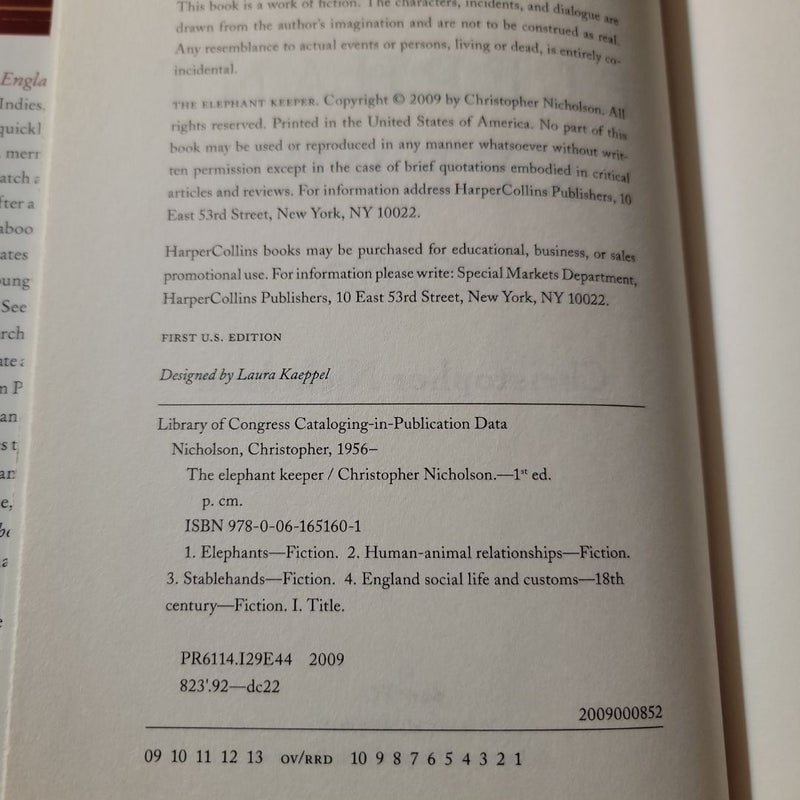 This book is a work of fiction. The characters, incidents, and dialogue are
drawn from the author's imagination and are not to be construed as real.
Any resemblance to actual events or persons, living or dead, is entirely co-
incidental.
THE ELEPHANT KEEPER. Copyright © 2009 by Christopher Nicholson. All
rights reserved. Printed in the United States of America. No part of this
book may be used or reproduced in any manner whatsoever without writ-
ten permission except in the case of brief quotations embodied in critical
articles and reviews. For information address HarperCollins Publishers, 10
East 53rd Street, New York, NY 10022.
HarperCollins books may be purchased for educational, business, or sales
promotional use. For information please write: Special Markets Department,
HarperCollins Publishers, 10 East 53rd Street, New York, NY 10022.
FIRST U.S. EDITION
Designed by Laura Kaeppel
Library of Congress Cataloging-in-Publication Data
Nicholson, Christopher, 1956–
The elephant keeper / Christopher Nicholson.—1st ed.
p. cm.
ISBN 978-0-06-165160-1
1. Elephants—Fiction. 2. Human-animal relationships—Fiction.
3. Stablehands—Fiction. 4. England social life and customs—18th
century—Fiction. I. Title.
PR6114.I29E44 2009
823'.92—dc22
2009000852
09 10 11 12 13 OV/RRD 10 9 8 7 6 5 4 3 2 1
Engla
Indies.
quickl
merr
atch
fter a
aboo
ates
ung
See
rch
ate
n P
an
s t
ar
e,